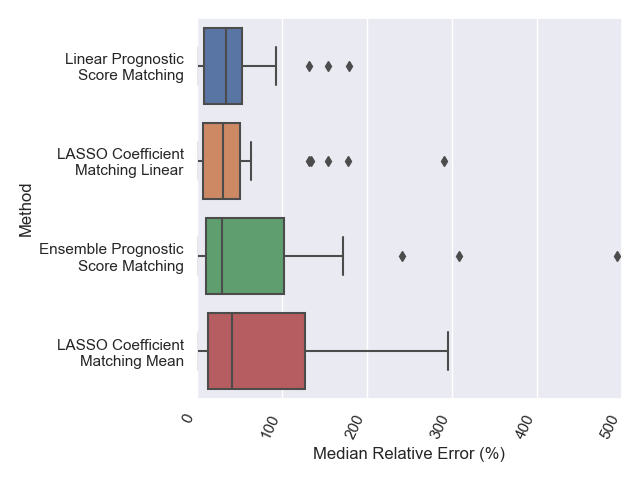 Linear Prognostic
Score Matching
LASSO Coefficient
Matching Linear
Ensemble Prognostic
Score Matching
LASSO Coefficient
Matching Mean
Method
0
100
200
300
400
500
Median Relative Error (%)